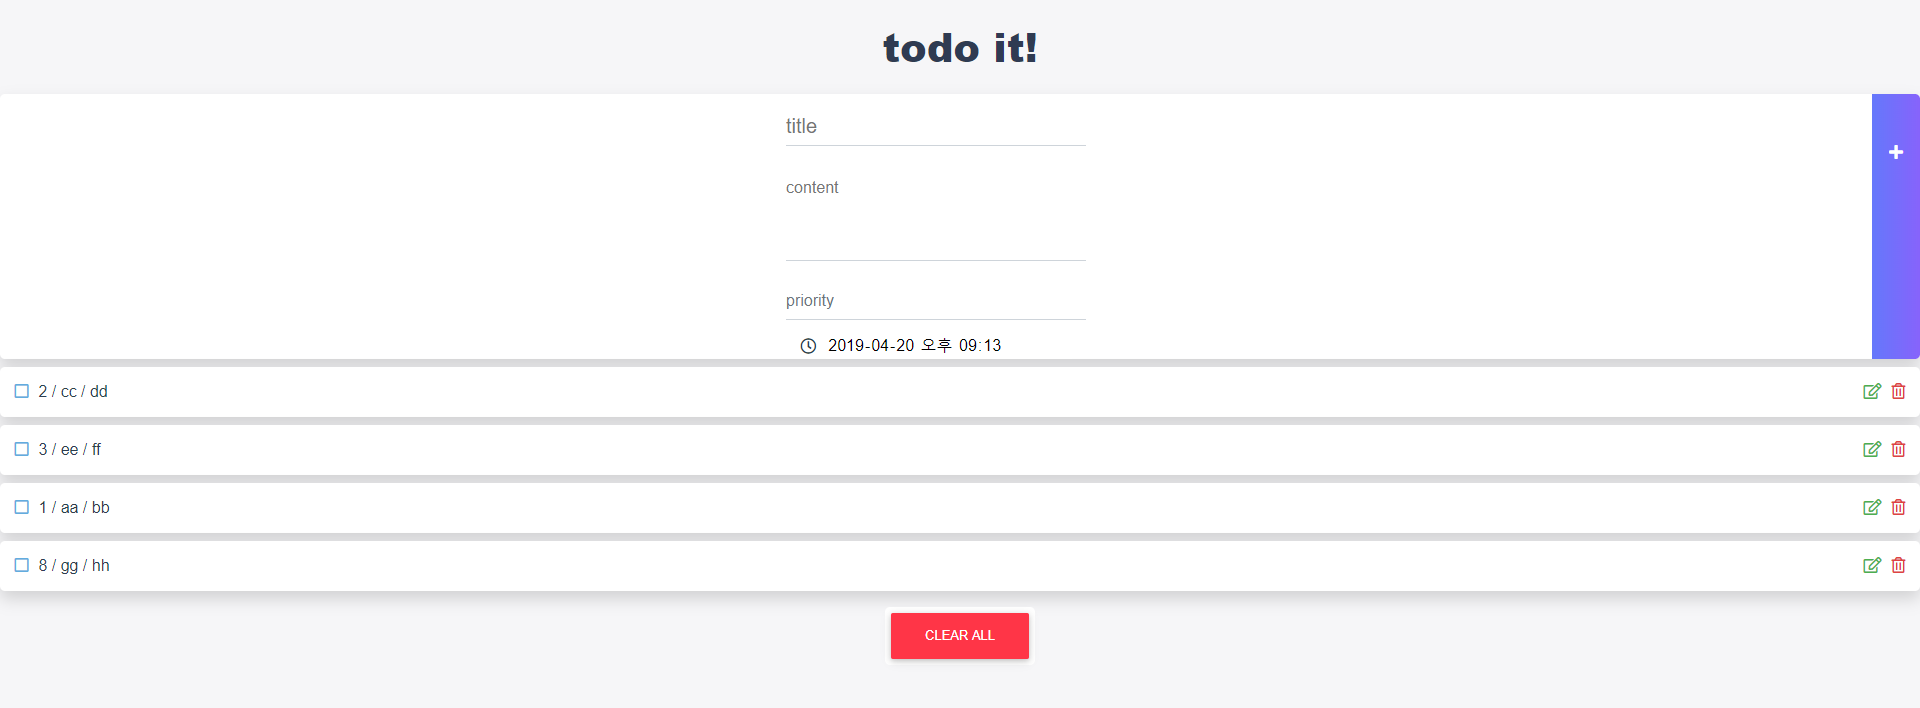 todo it!
title
content
priority
2019-04-20 오후 09:13
2 / cc / dd
3 / ee / ff
1 / aa / bb
8 / gg / hh
CLEAR ALL